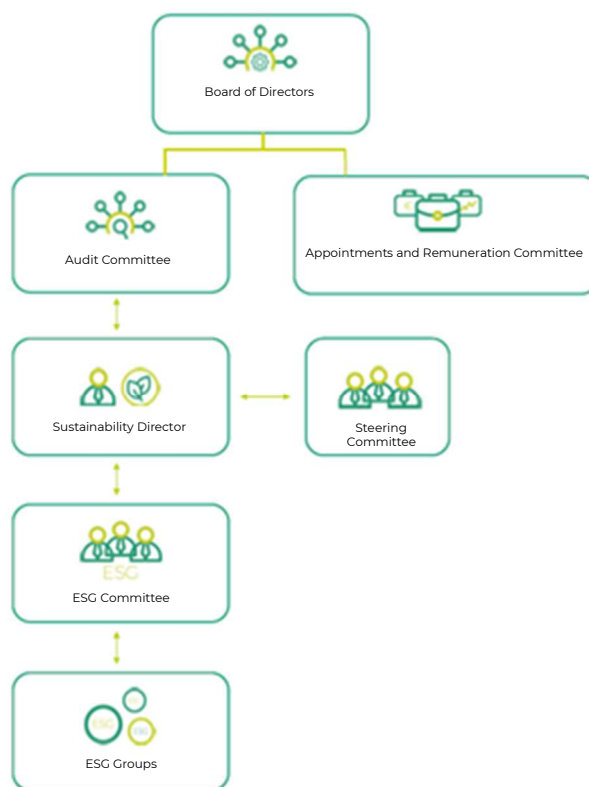 Board of Directors
Audit Committee
Appointments and Remuneration Committee
Sustainability Director
Steering
Committee
ESG
ESG Committee
ESG
ESG
ESG Groups